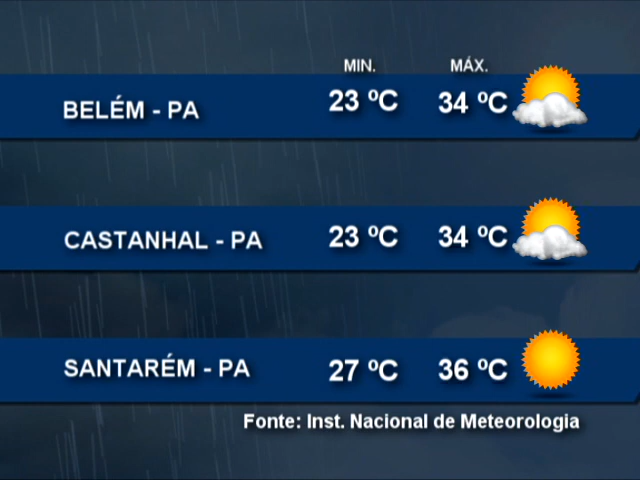 MIN. MÁX.
BELÉM - PA 23 ºC 34 ºC
CASTANHAL - PA 23 ºC 34 ºC
SANTARÉM - PA 27 ºC 36 ºC
Fonte: Inst. Nacional de Meteorologia